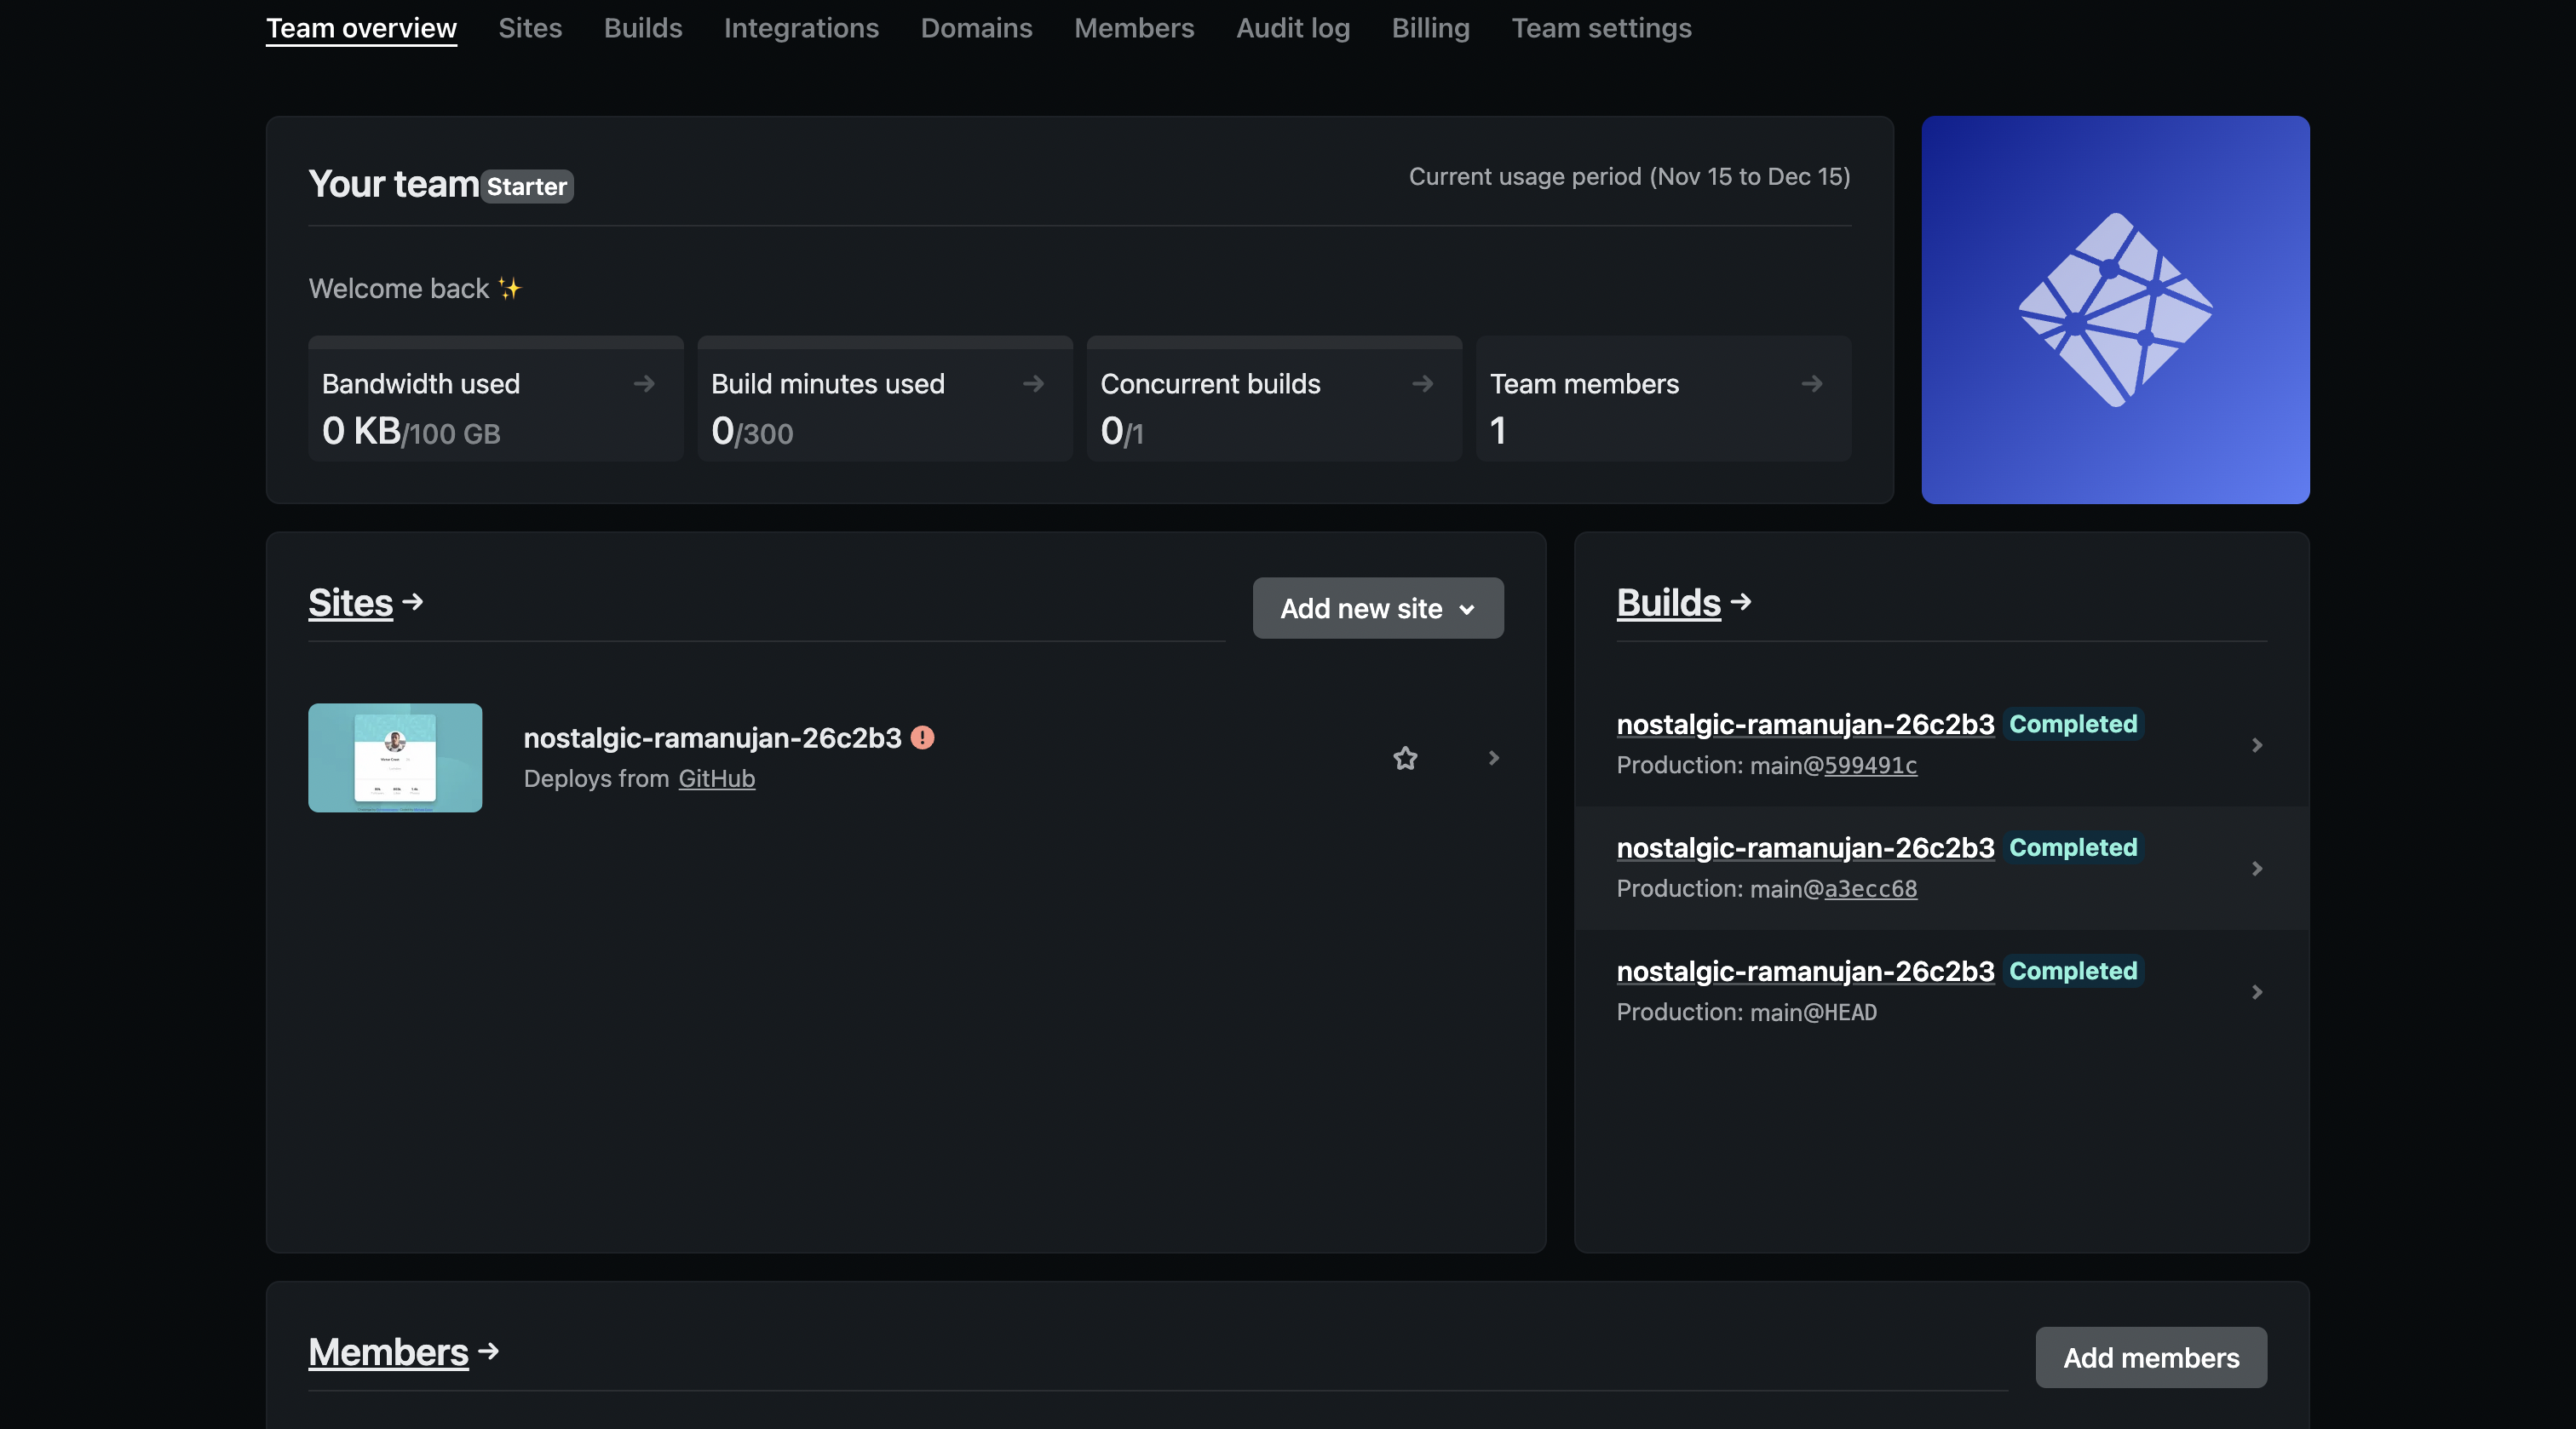 Team overview Sites Builds Integrations Domains Members Audit log Billing Team settings
Your team Starter
Current usage period (Nov 15 to Dec 15)
Welcome back ✨
Bandwidth used
0 KB/100 GB
Build minutes used
0/300
Concurrent builds
0/1
Team members
1
Sites
Add new site
nostalgic-ramanujan-26c2b3
Deploys from GitHub
Builds
nostalgic-ramanujan-26c2b3 Completed
Production: main@599491c
nostalgic-ramanujan-26c2b3 Completed
Production: main@a3ecc68
nostalgic-ramanujan-26c2b3 Completed
Production: main@HEAD
Members
Add members